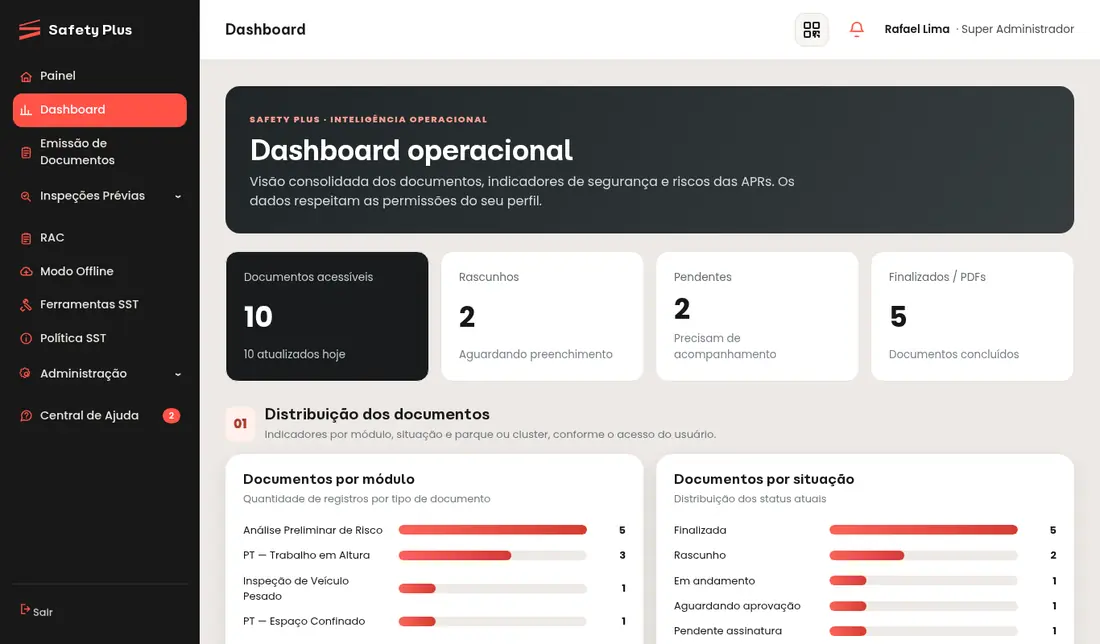 Safety Plus
Painel
Dashboard
Emissão de
Documentos
Inspeções Prévias
RAC
Modo Offline
Ferramentas SST
Política SST
Administração
Central de Ajuda 2
Sair
Dashboard
Rafael Lima · Super Administrador
SAFETY PLUS · INTELIGÊNCIA OPERACIONAL
Dashboard operacional
Visão consolidada dos documentos, indicadores de segurança e riscos das APRs. Os
dados respeitam as permissões do seu perfil.
Documentos acessíveis
10
10 atualizados hoje
Rascunhos
2
Aguardando preenchimento
Pendentes
2
Precisam de
acompanhamento
Finalizados / PDFs
5
Documentos concluídos
01
Distribuição dos documentos
Indicadores por módulo, situação e parque ou cluster, conforme o acesso do usuário.
Documentos por módulo
Quantidade de registros por tipo de documento
Análise Preliminar de Risco 5
PT — Trabalho em Altura 3
Inspeção de Veículo
Pesado 1
PT — Espaço Confinado 1
Documentos por situação
Distribuição dos status atuais
Finalizada 5
Rascunho 2
Em andamento 1
Aguardando aprovação 1
Pendente assinatura 1